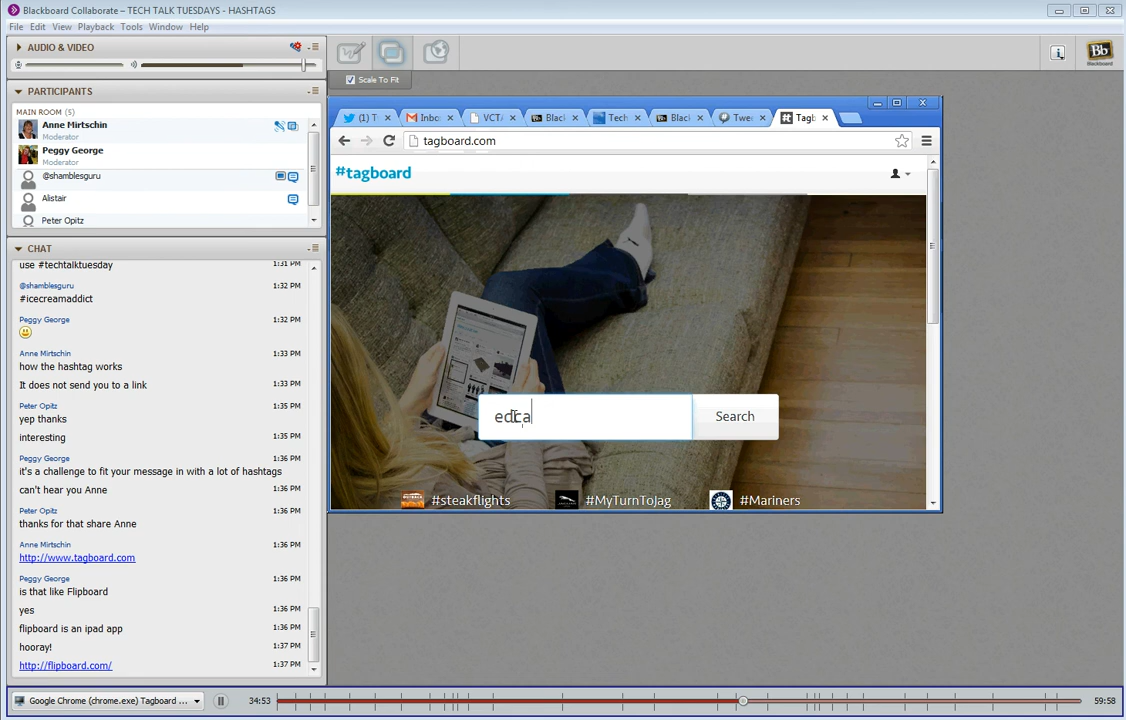 Blackboard Collaborate – TECH TALK TUESDAYS - HASHTAGS
File Edit View Playback Tools Window Help
AUDIO & VIDEO
PARTICIPANTS
MAIN ROOM (5)
Anne Mirtschin
Moderator
Peggy George
Moderator
@shamblesguru
Alistair
Peter Opitz
CHAT
use #techtalktuesday 1:31 PM
@shamblesguru 1:32 PM
#icecreamaddict
Peggy George 1:32 PM
Anne Mirtschin 1:33 PM
how the hashtag works
It does not send you to a link 1:33 PM
Peter Opitz 1:35 PM
yep thanks
interesting 1:35 PM
Peggy George 1:36 PM
it's a challenge to fit your message in with a lot of hashtags
can't hear you Anne 1:36 PM
Peter Opitz 1:36 PM
thanks for that share Anne
Anne Mirtschin 1:36 PM
http://www.tagboard.com
Peggy George 1:36 PM
is that like Flipboard
yes 1:36 PM
flipboard is an ipad app 1:36 PM
hooray! 1:37 PM
http://flipboard.com/ 1:37 PM
Scale To Fit
Bb
Blackboard
(1) T Inbo VCTA Blac Tech Blac Twe Tagb
tagboard.com
#tagboard
edca
Search
#steakflights #MyTurnToJag #Mariners
Google Chrome (chrome.exe) Tagboard ... 34:53 59:58